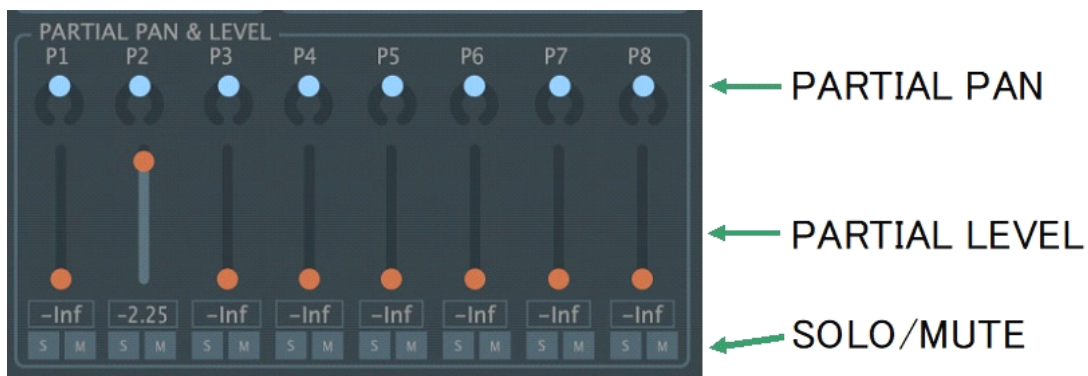 PARTIAL PAN & LEVEL
P1 P2 P3 P4 P5 P6 P7 P8
PARTIAL PAN
PARTIAL LEVEL
-Inf -2.25 -Inf -Inf -Inf -Inf -Inf -Inf
S M S M S M S M S M S M S M S M
SOLO/MUTE